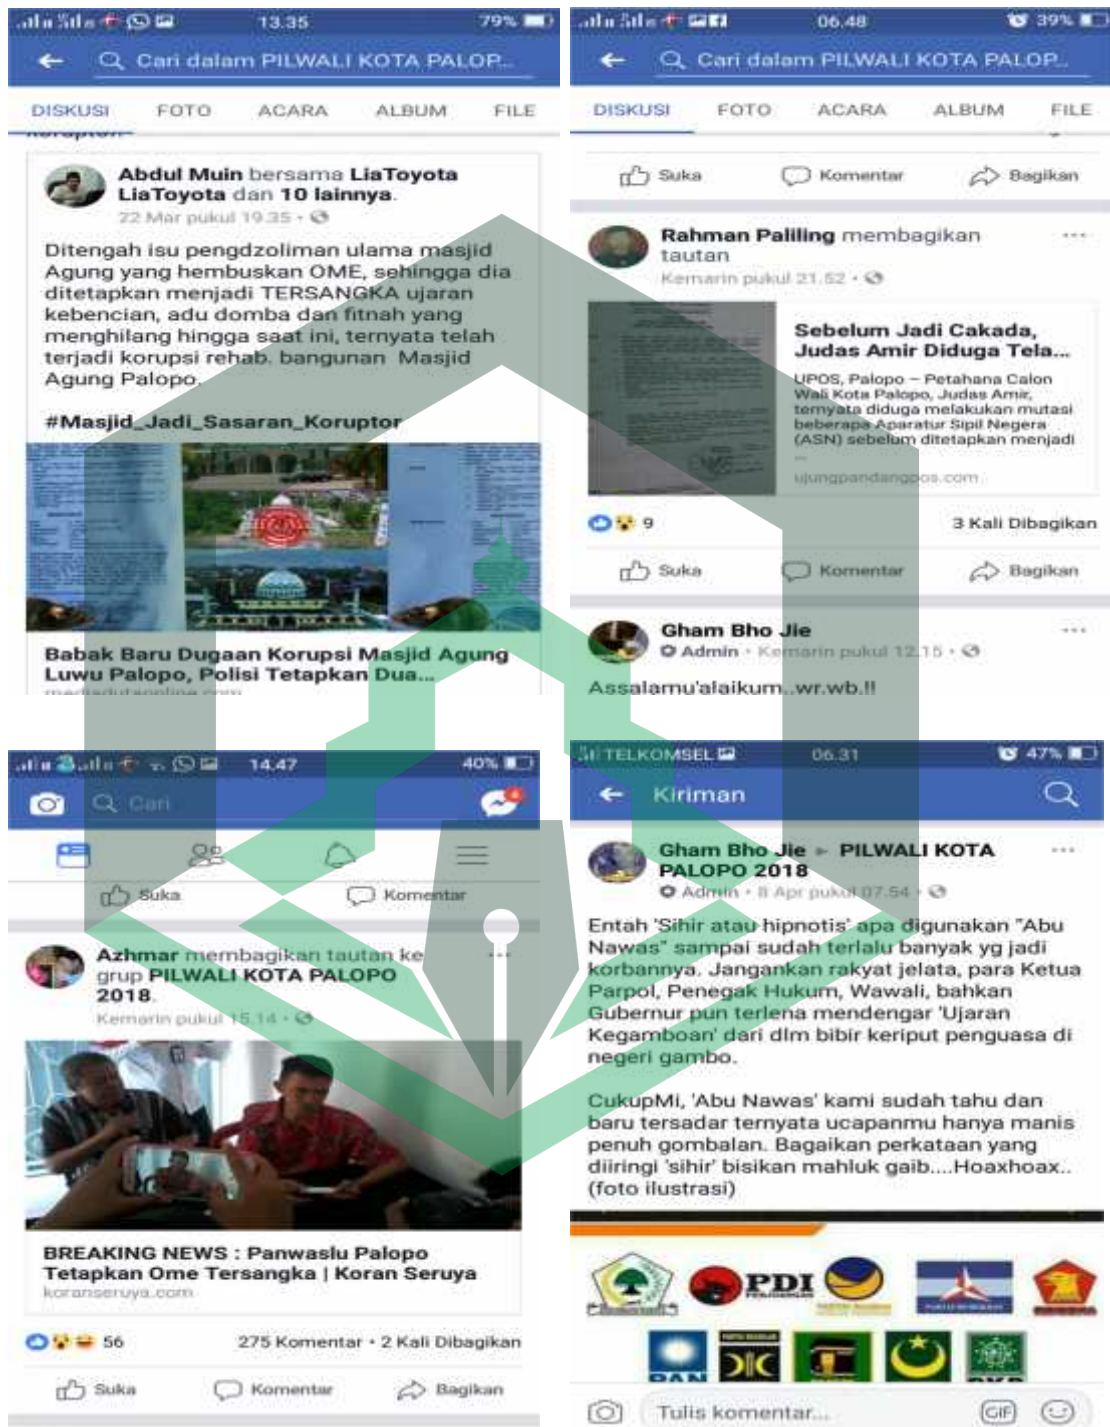 13.35
79%
Cari dalam PILWALI KOTA PALOP...
DISKUSI FOTO ACARA ALBUM FILE
Abdul Muin bersama LiaToyota
LiaToyota dan 10 lainnya.
22 Mar pukul 19.35
Ditengah isu pengdzoliman ulama masjid
Agung yang hembuskan OME, sehingga dia
ditetapkan menjadi TERSANGKA ujaran
kebencian, adu domba dan fitnah yang
menghilang hingga saat ini, ternyata telah
terjadi korupsi rehab. bangunan Masjid
Agung Palopo.
#Masjid_Jadi_Sasaran_Koruptor
Babak Baru Dugaan Korupsi Masjid Agung
Luwu Palopo, Polisi Tetapkan Dua...
06.48
39%
Cari dalam PILWALI KOTA PALOP...
DISKUSI FOTO ACARA ALBUM FILE
Suka Komentar Bagikan
Rahman Paliling membagikan
tautan
Kemarin pukul 21.52
Sebelum Jadi Cakada,
Judas Amir Diduga Tela...
UPOS, Palopo – Petahana Calon
Wali Kota Palopo, Judas Amir,
ternyata diduga melakukan mutasi
beberapa Aparatur Sipil Negera
(ASN) sebelum ditetapkan menjadi
...
ujungpandangpos.com
9 3 Kali Dibagikan
Suka Komentar Bagikan
Gham Bho Jie
Admin · Kemarin pukul 12.15
Assalamu'alaikum..wr.wb.!!
14.47
40%
Cari
4
Suka Komentar
Azhmar membagikan tautan ke
grup PILWALI KOTA PALOPO
2018.
Kemarin pukul 15.14
BREAKING NEWS : Panwaslu Palopo
Tetapkan Ome Tersangka | Koran Seruya
koranseruya.com
56 275 Komentar • 2 Kali Dibagikan
Suka Komentar Bagikan
TELKOMSEL 06.31 47%
Kiriman
Gham Bho Jie ▸ PILWALI KOTA
PALOPO 2018
Admin • 8 Apr pukul 07.54
Entah 'Sihir atau hipnotis' apa digunakan "Abu
Nawas" sampai sudah terlalu banyak yg jadi
korbannya. Jangankan rakyat jelata, para Ketua
Parpol, Penegak Hukum, Wawali, bahkan
Gubernur pun terlena mendengar 'Ujaran
Kegamboan' dari dlm bibir keriput penguasa di
negeri gambo.
CukupMi, 'Abu Nawas' kami sudah tahu dan
baru tersadar ternyata ucapanmu hanya manis
penuh gombalan. Bagaikan perkataan yang
diiringi 'sihir' bisikan mahluk gaib....Hoaxhoax..
(foto ilustrasi)
PDI
PAN
PKB
Tulis komentar...
GIF